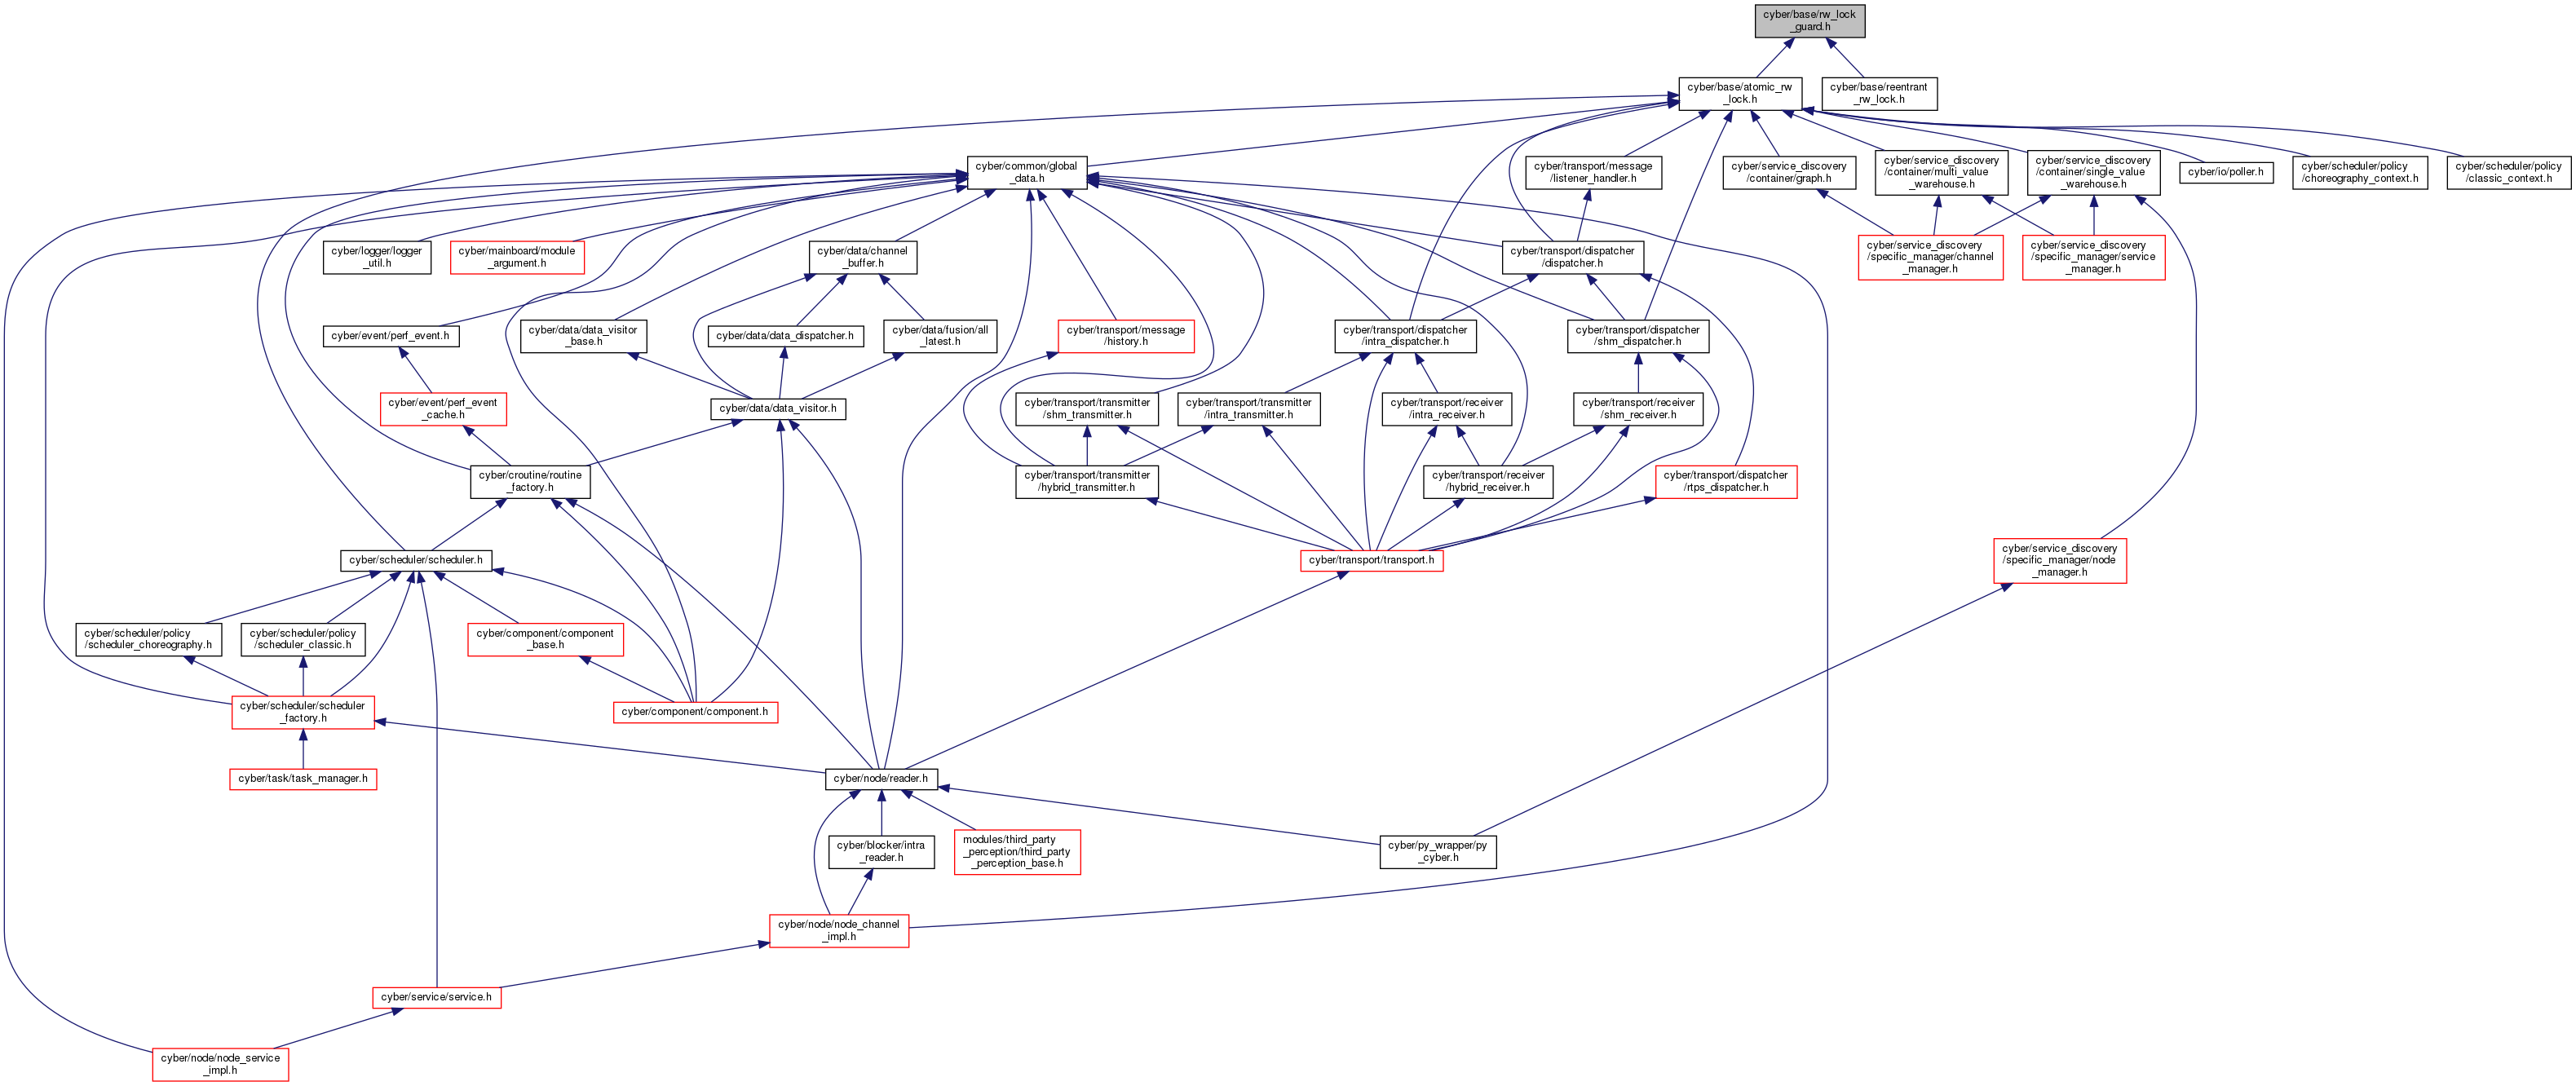 cyber/base/rw_lock
_guard.h
cyber/base/atomic_rw
_lock.h
cyber/base/reentrant
_rw_lock.h
cyber/common/global
_data.h
cyber/transport/message
/listener_handler.h
cyber/service_discovery
/container/graph.h
cyber/service_discovery
/container/multi_value
_warehouse.h
cyber/service_discovery
/container/single_value
_warehouse.h
cyber/io/poller.h
cyber/scheduler/policy
/choreography_context.h
cyber/scheduler/policy
/classic_context.h
cyber/logger/logger
_util.h
cyber/mainboard/module
_argument.h
cyber/data/channel
_buffer.h
cyber/transport/dispatcher
/dispatcher.h
cyber/service_discovery
/specific_manager/channel
_manager.h
cyber/service_discovery
/specific_manager/service
_manager.h
cyber/event/perf_event.h
cyber/data/data_visitor
_base.h
cyber/data/data_dispatcher.h
cyber/data/fusion/all
_latest.h
cyber/transport/message
/history.h
cyber/transport/dispatcher
/intra_dispatcher.h
cyber/transport/dispatcher
/shm_dispatcher.h
cyber/event/perf_event
_cache.h
cyber/data/data_visitor.h
cyber/transport/transmitter
/shm_transmitter.h
cyber/transport/transmitter
/intra_transmitter.h
cyber/transport/receiver
/intra_receiver.h
cyber/transport/receiver
/shm_receiver.h
cyber/croutine/routine
_factory.h
cyber/transport/transmitter
/hybrid_transmitter.h
cyber/transport/receiver
/hybrid_receiver.h
cyber/transport/dispatcher
/rtps_dispatcher.h
cyber/scheduler/scheduler.h
cyber/transport/transport.h
cyber/service_discovery
/specific_manager/node
_manager.h
cyber/scheduler/policy
/scheduler_choreography.h
cyber/scheduler/policy
/scheduler_classic.h
cyber/component/component
_base.h
cyber/scheduler/scheduler
_factory.h
cyber/component/component.h
cyber/task/task_manager.h
cyber/node/reader.h
cyber/blocker/intra
_reader.h
modules/third_party
_perception/third_party
_perception_base.h
cyber/py_wrapper/py
_cyber.h
cyber/node/node_channel
_impl.h
cyber/service/service.h
cyber/node/node_service
_impl.h